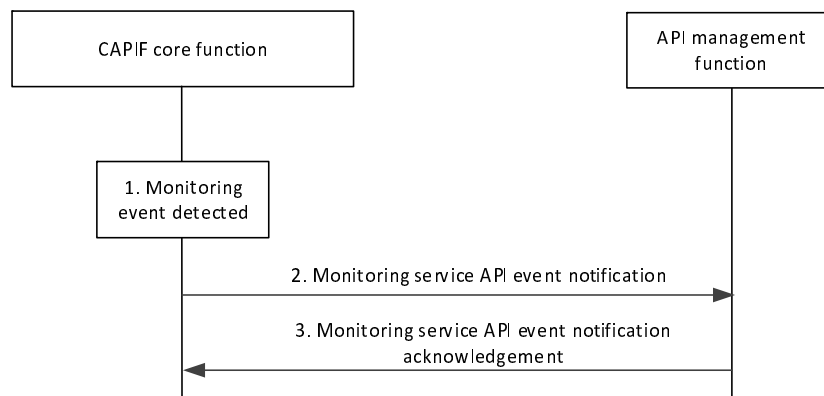 CAPIF core function
API management
function
1. Monitoring
event detected
2. Monitoring service API event notification
3. Monitoring service API event notification
acknowledgement